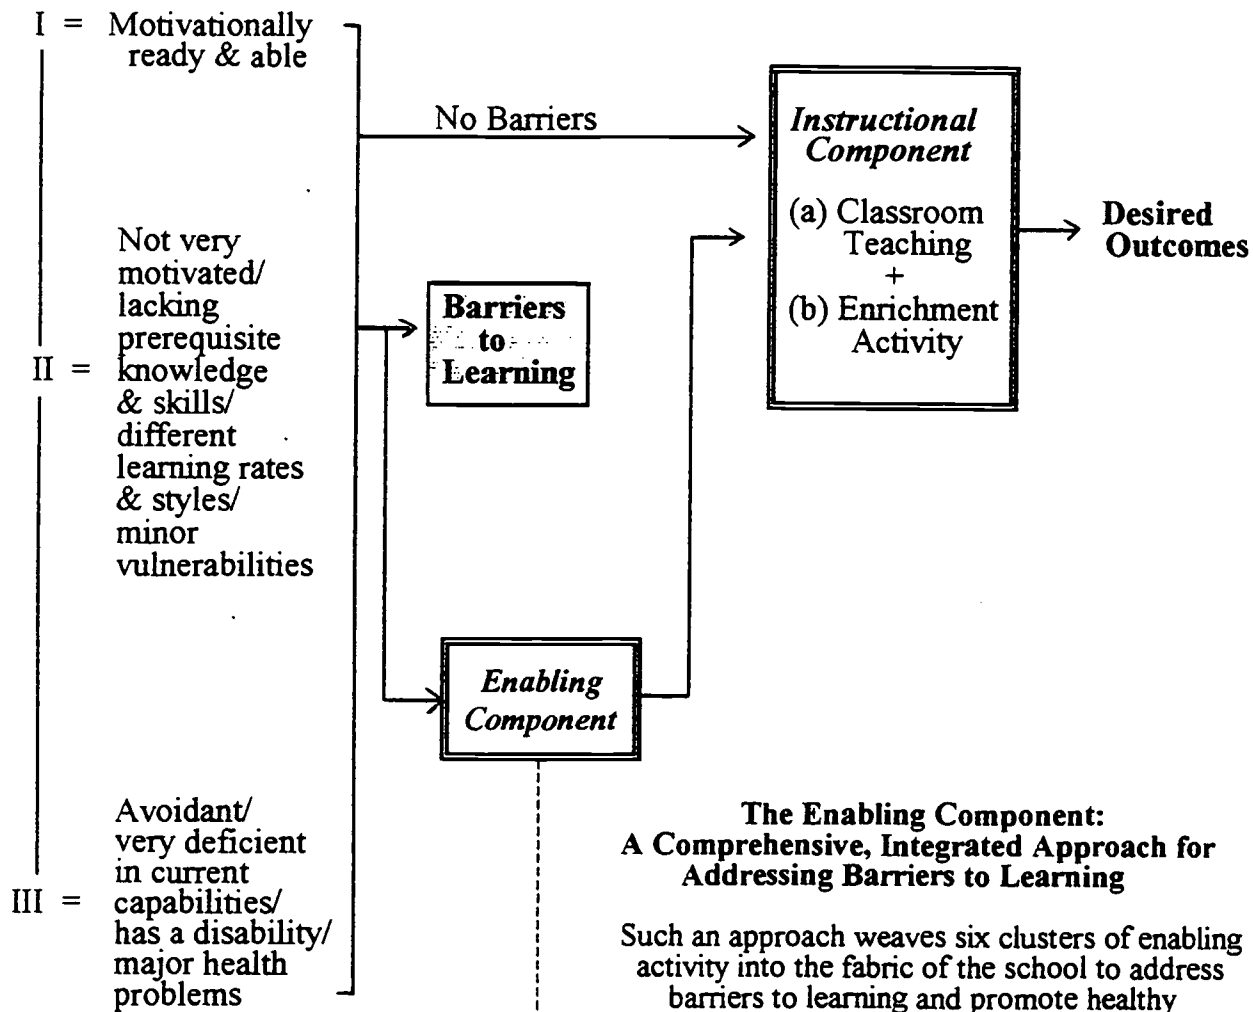 I = Motivationally
ready & able
No Barriers
Instructional
Component
(a) Classroom
Teaching
+
(b) Enrichment
Activity
Desired
Outcomes
Not very
motivated/
lacking
prerequisite
II = knowledge
& skills/
different
learning rates
& styles/
minor
vulnerabilities
Barriers
to
Learning
Enabling
Component
Avoidant/
very deficient
in current
III = capabilities/
has a disability/
major health
problems
The Enabling Component:
A Comprehensive, Integrated Approach for
Addressing Barriers to Learning
Such an approach weaves six clusters of enabling
activity into the fabric of the school to address
barriers to learning and promote healthy